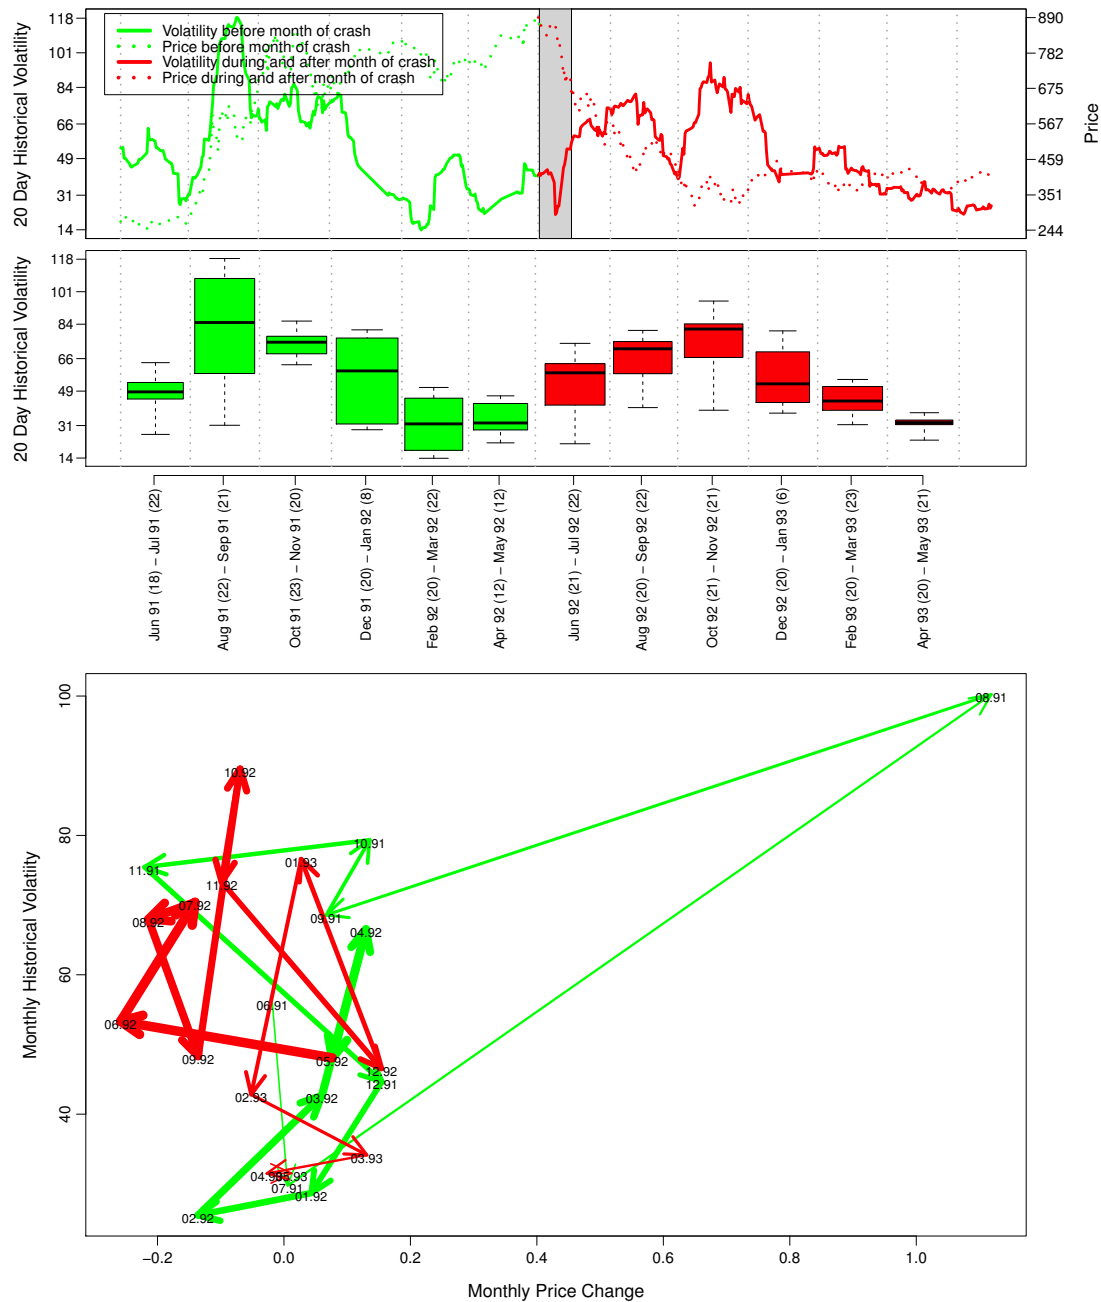 20 Day Historical Volatility
118
101
84
66
49
31
14
Volatility before month of crash
Price before month of crash
Volatility during and after month of crash
Price during and after month of crash
890
782
675
567
459
351
244
Price
20 Day Historical Volatility
118
101
84
66
49
31
14
Jun 91 (18) − Jul 91 (22)
Aug 91 (22) − Sep 91 (21)
Oct 91 (23) − Nov 91 (20)
Dec 91 (20) − Jan 92 (8)
Feb 92 (20) − Mar 92 (22)
Apr 92 (12) − May 92 (12)
Jun 92 (21) − Jul 92 (22)
Aug 92 (20) − Sep 92 (22)
Oct 92 (21) − Nov 92 (21)
Dec 92 (20) − Jan 93 (6)
Feb 93 (20) − Mar 93 (23)
Apr 93 (20) − May 93 (21)
Monthly Historical Volatility
100
80
60
40
08.91
10.92
10.91
01.93
11.91
11.92
07.92
09.91
08.92
04.92
06.91
06.92
09.92
05.92
12.92
12.91
02.93
03.92
03.93
04.93
05.93
07.91
01.92
02.92
−0.2
0.0
0.2
0.4
0.6
0.8
1.0
Monthly Price Change